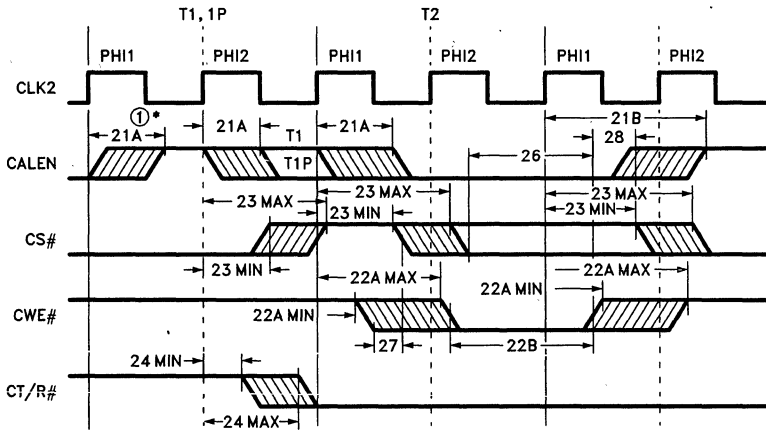 T1,1P T2
PHI1 PHI2 PHI1 PHI2 PHI1 PHI2
CLK2
①* 21B
21A 21A T1 21A 28
CALEN T1P 26
23 MAX 23 MAX 23 MAX
23 MIN 23 MIN
CS#
23 MIN 22A MAX 22A MAX
22A MIN
CWE#
22A MIN
27 22B
24 MIN
CT/R#
24 MAX